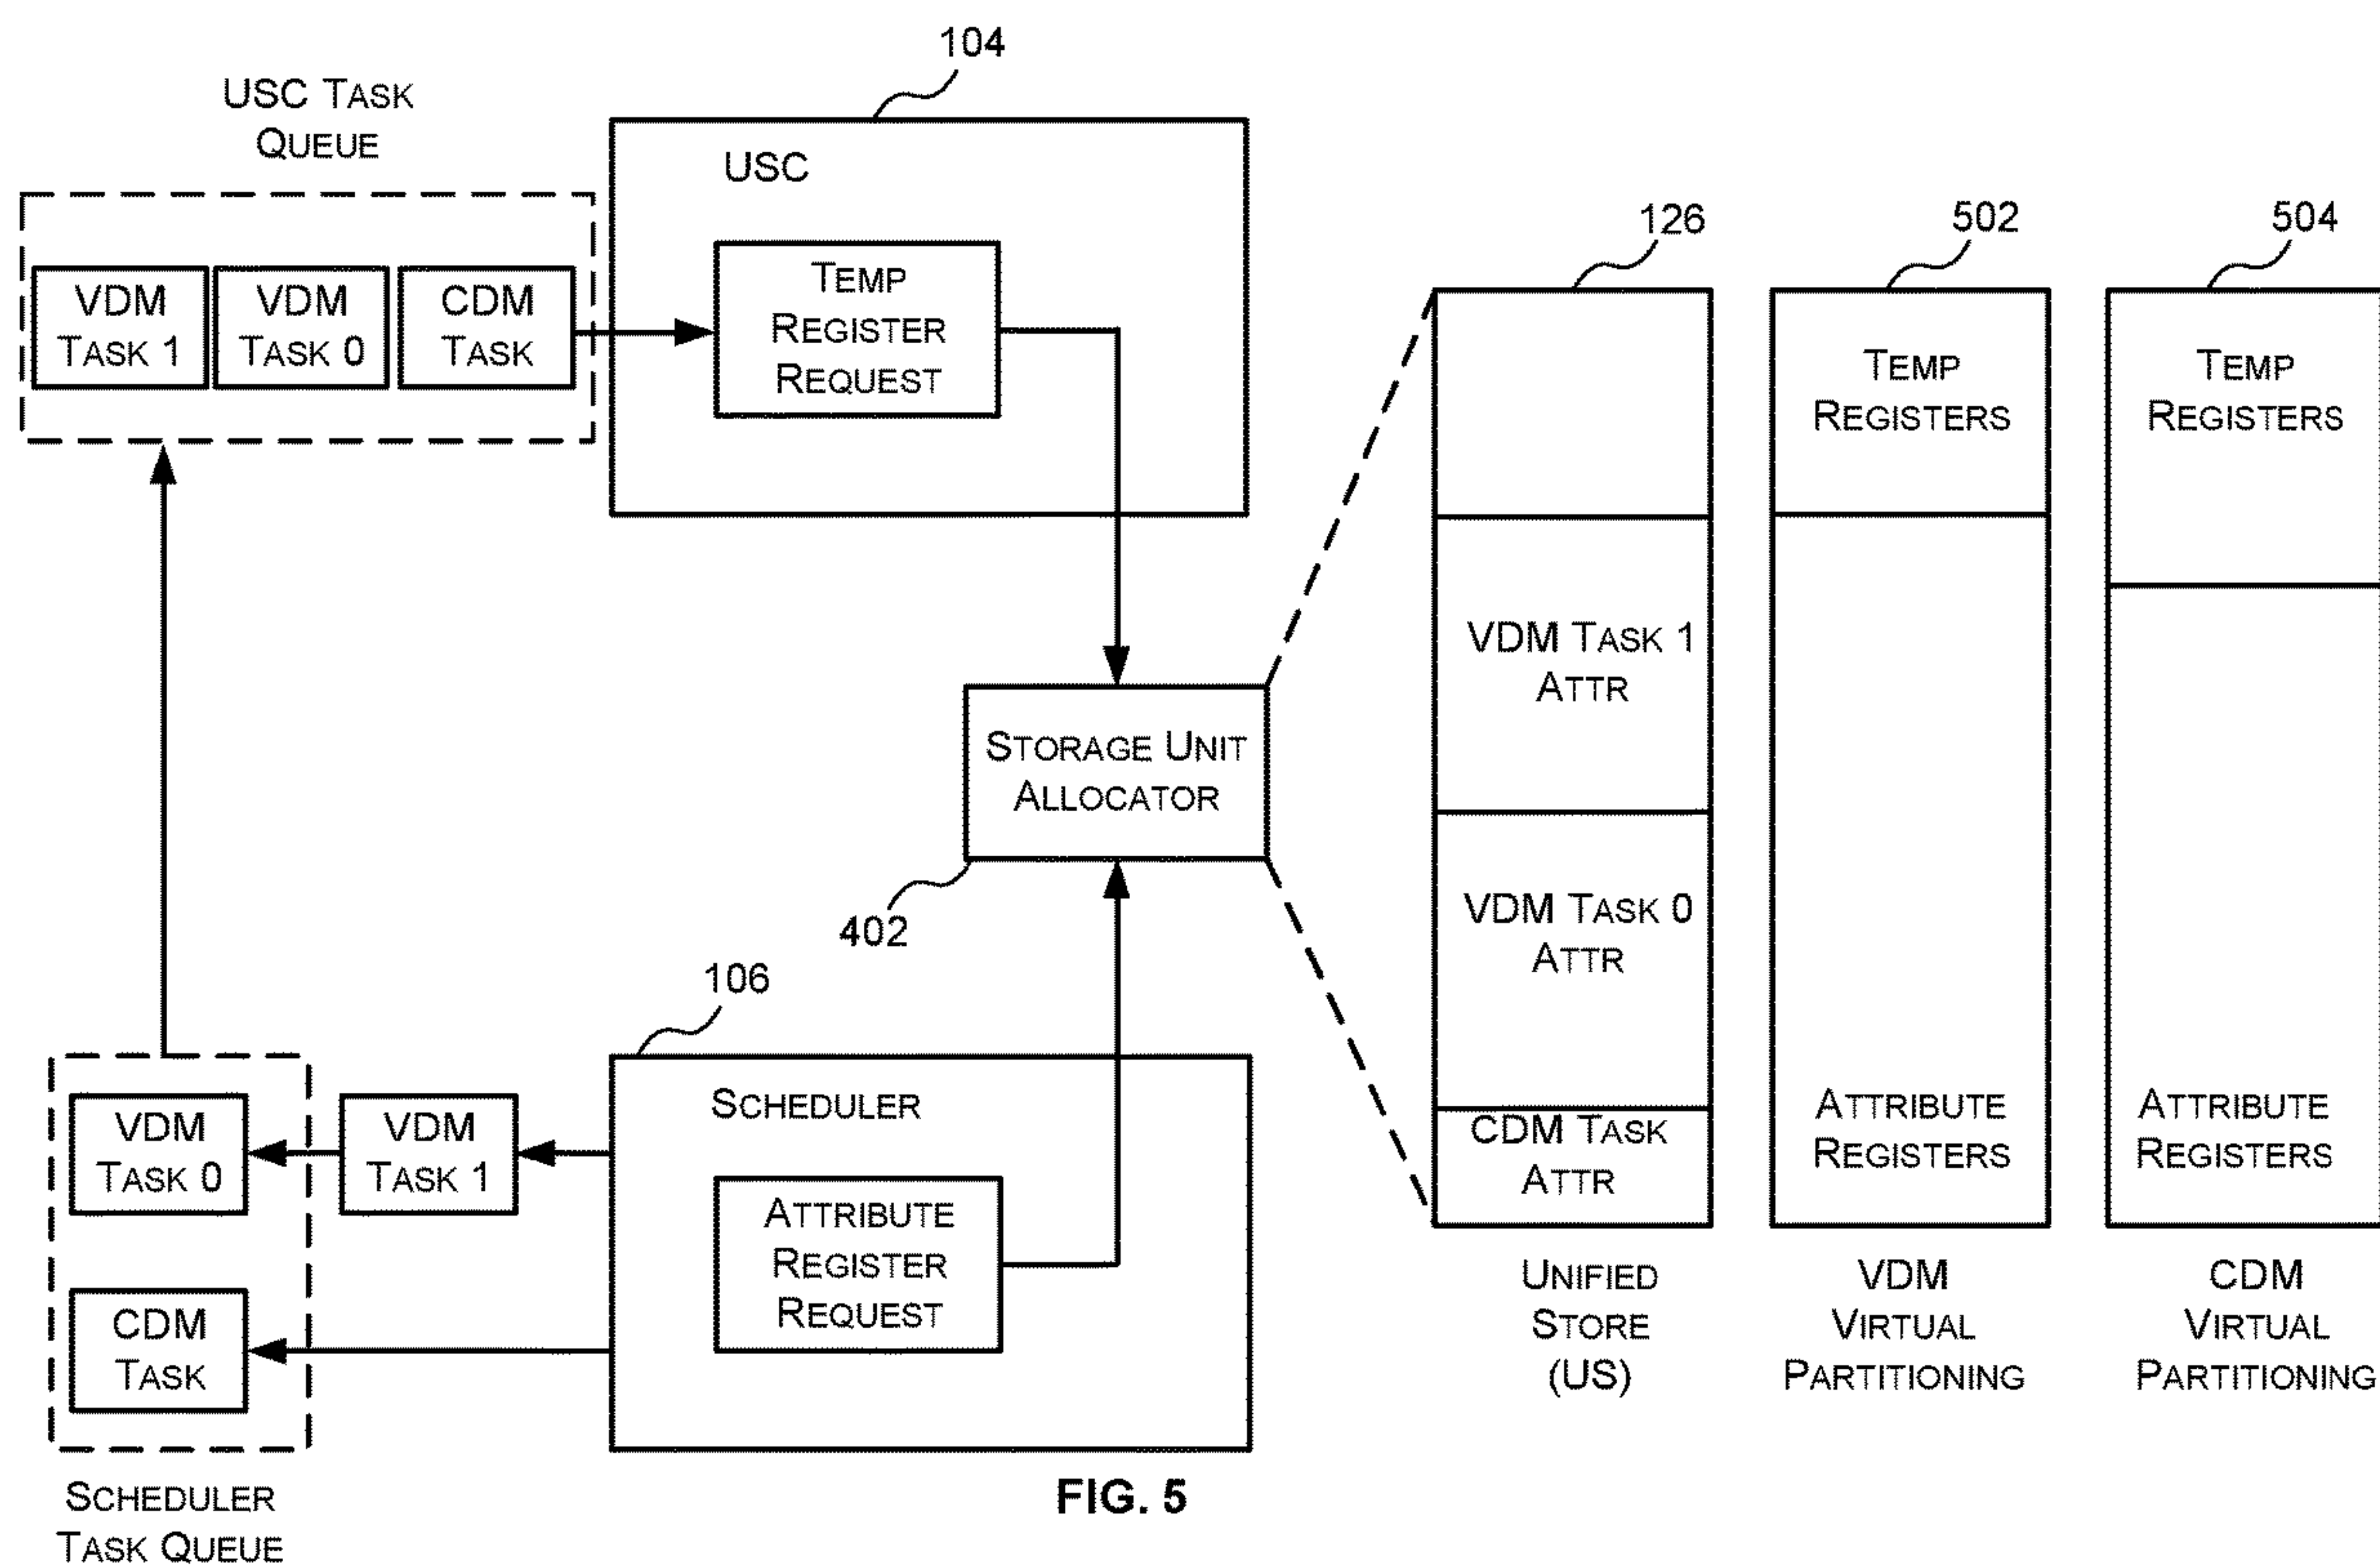 104
USC TASK
QUEUE
USC
VDM
TASK 1
VDM
TASK 0
CDM
TASK
TEMP
REGISTER
REQUEST
126
502
504
TEMP
REGISTERS
TEMP
REGISTERS
VDM TASK 1
ATTR
STORAGE UNIT
ALLOCATOR
402
VDM TASK 0
ATTR
106
SCHEDULER
VDM
TASK 0
VDM
TASK 1
ATTRIBUTE
REGISTER
REQUEST
CDM
TASK
CDM TASK
ATTR
ATTRIBUTE
REGISTERS
ATTRIBUTE
REGISTERS
UNIFIED
STORE
(US)
VDM
VIRTUAL
PARTITIONING
CDM
VIRTUAL
PARTITIONING
SCHEDULER
TASK QUEUE
FIG. 5